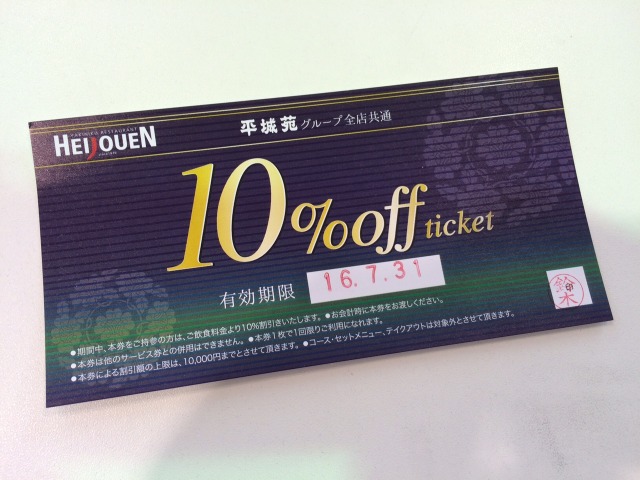 YAKINIKU RESTAURANT
HEIJOUEN
平城苑グループ全店共通
10%off ticket
有効期限 16.7.31
鈴木
印
●期間中、本券をご持参の方は、ご飲食料金より10%割引きいたします。●お会計時に本券をお渡しください。
●本券は他のサービス券との併用はできません。●本券1枚で1回限りご利用になれます。
●本券による割引額の上限は、10,000円までとさせて頂きます。●コース・セットメニュー、テイクアウトは対象外とさせて頂きます。